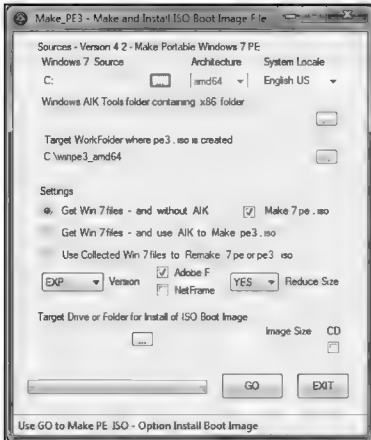 Make_PE3 - Make and Install ISO Boot Image File
Sources - Version 4 2 - Make Portable Windows 7 PE
Windows 7 Source Architecture System Locale
C: ... amd64 English US
Windows AIK Tools folder containing x86 folder
...
Target WorkFolder where pe3 . iso is created
C \winpe3_amd64 ...
Settings
Get Win 7 files - and without AIK Make 7pe . iso
Get Win 7 files - and use AIK to Make pe3 . iso
Use Collected Win 7 files to Remake 7pe or pe3 iso
EXP Version Adobe F YES Reduce Size
NetFrame
Target Drive or Folder for Install of ISO Boot Image
... Image Size CD
GO EXIT
Use GO to Make PE ISO - Option Install Boot Image